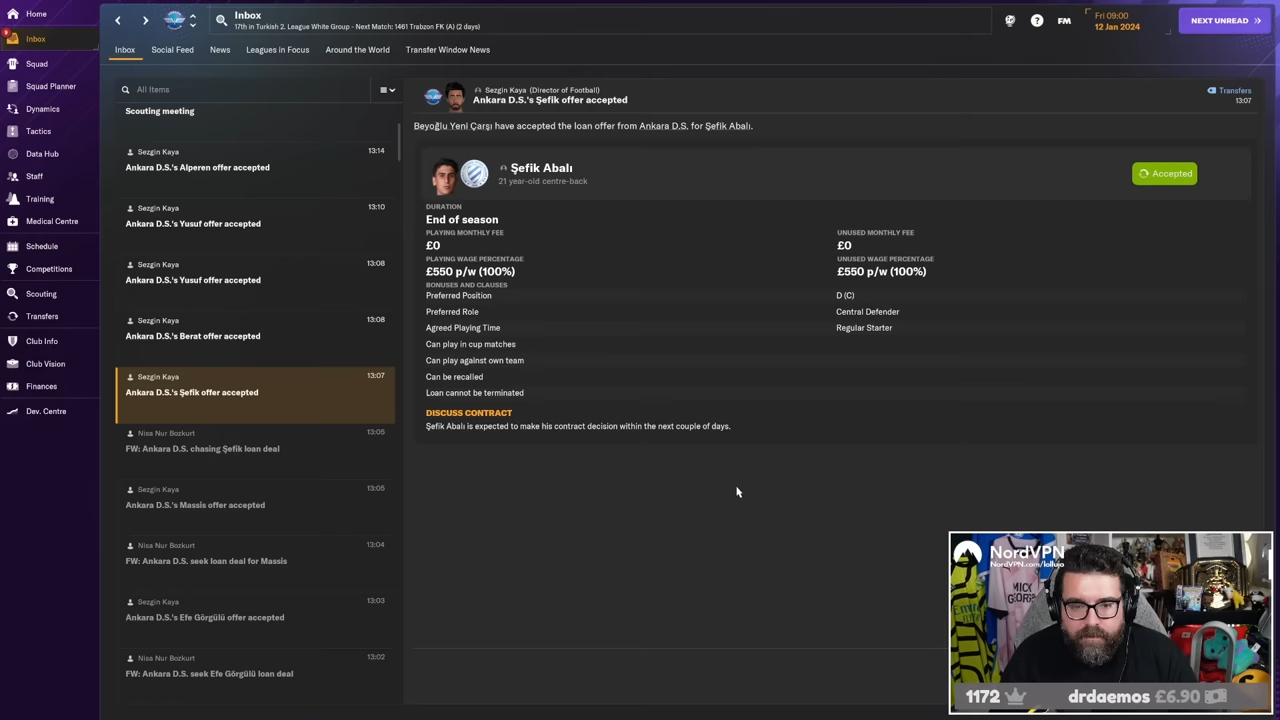 Home
Inbox
Squad
Squad Planner
Dynamics
Tactics
Data Hub
Staff
Training
Medical Centre
Schedule
Competitions
Scouting
Transfers
Club Info
Club Vision
Finances
Dev. Centre
Inbox
17th in Turkish 2. League White Group - Next Match: 1461 Trabzon FK (A) (2 days)
FM
Fri 09:00
12 Jan 2024
NEXT UNREAD
Inbox
Social Feed
News
Leagues in Focus
Around the World
Transfer Window News
All Items
Scouting meeting
Sezgin Kaya
13:14
Ankara D.S.'s Alperen offer accepted
Sezgin Kaya
13:10
Ankara D.S.'s Yusuf offer accepted
Sezgin Kaya
13:08
Ankara D.S.'s Yusuf offer accepted
Sezgin Kaya
13:08
Ankara D.S.'s Berat offer accepted
Sezgin Kaya
13:07
Ankara D.S.'s Şefik offer accepted
Nisa Nur Bozkurt
13:05
FW: Ankara D.S. chasing Şefik loan deal
Sezgin Kaya
13:05
Ankara D.S.'s Massis offer accepted
Nisa Nur Bozkurt
13:04
FW: Ankara D.S. seek loan deal for Massis
Sezgin Kaya
13:03
Ankara D.S.'s Efe Görgülü offer accepted
Nisa Nur Bozkurt
13:02
FW: Ankara D.S. seek Efe Görgülü loan deal
Sezgin Kaya (Director of Football)
Ankara D.S.'s Şefik offer accepted
Transfers
13:07
Beyoğlu Yeni Çarşı have accepted the loan offer from Ankara D.S. for Şefik Abalı.
Şefik Abalı
21 year-old centre-back
Accepted
DURATION
End of season
PLAYING MONTHLY FEE
£0
UNUSED MONTHLY FEE
£0
PLAYING WAGE PERCENTAGE
£550 p/w (100%)
UNUSED WAGE PERCENTAGE
£550 p/w (100%)
BONUSES AND CLAUSES
Preferred Position
D (C)
Preferred Role
Central Defender
Agreed Playing Time
Regular Starter
Can play in cup matches
Can play against own team
Can be recalled
Loan cannot be terminated
DISCUSS CONTRACT
Şefik Abalı is expected to make his contract decision within the next couple of days.
NordVPN
NordVPN.com/lollujo
MICK
1172
drdaemos £6.90